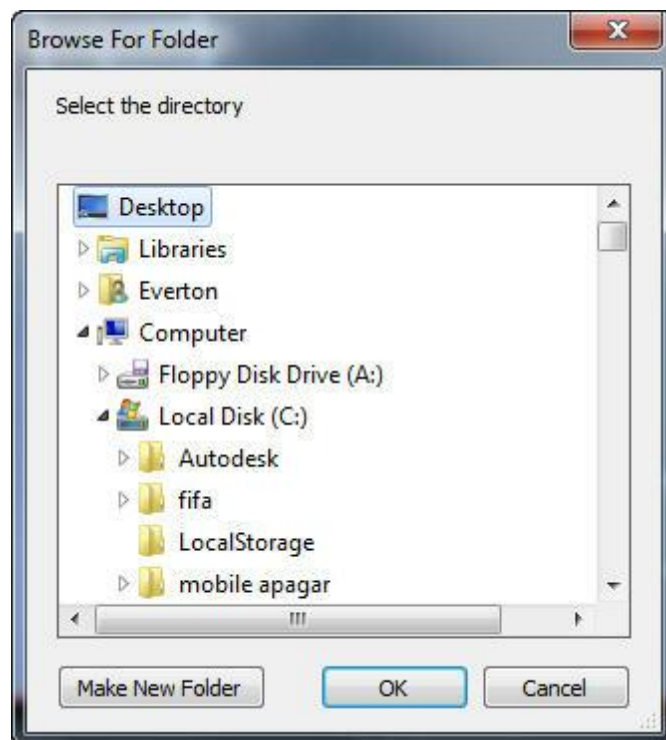 Browse For Folder
Select the directory
Desktop
Libraries
Everton
Computer
Floppy Disk Drive (A:)
Local Disk (C:)
Autodesk
fifa
LocalStorage
mobile apagar
Make New Folder
OK
Cancel